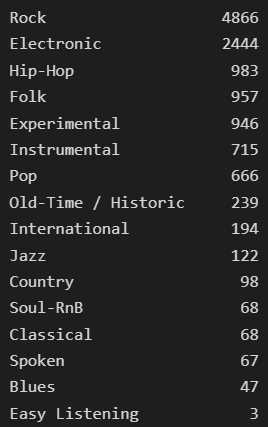 Rock 4866
Electronic 2444
Hip-Hop 983
Folk 957
Experimental 946
Instrumental 715
Pop 666
Old-Time / Historic 239
International 194
Jazz 122
Country 98
Soul-RnB 68
Classical 68
Spoken 67
Blues 47
Easy Listening 3